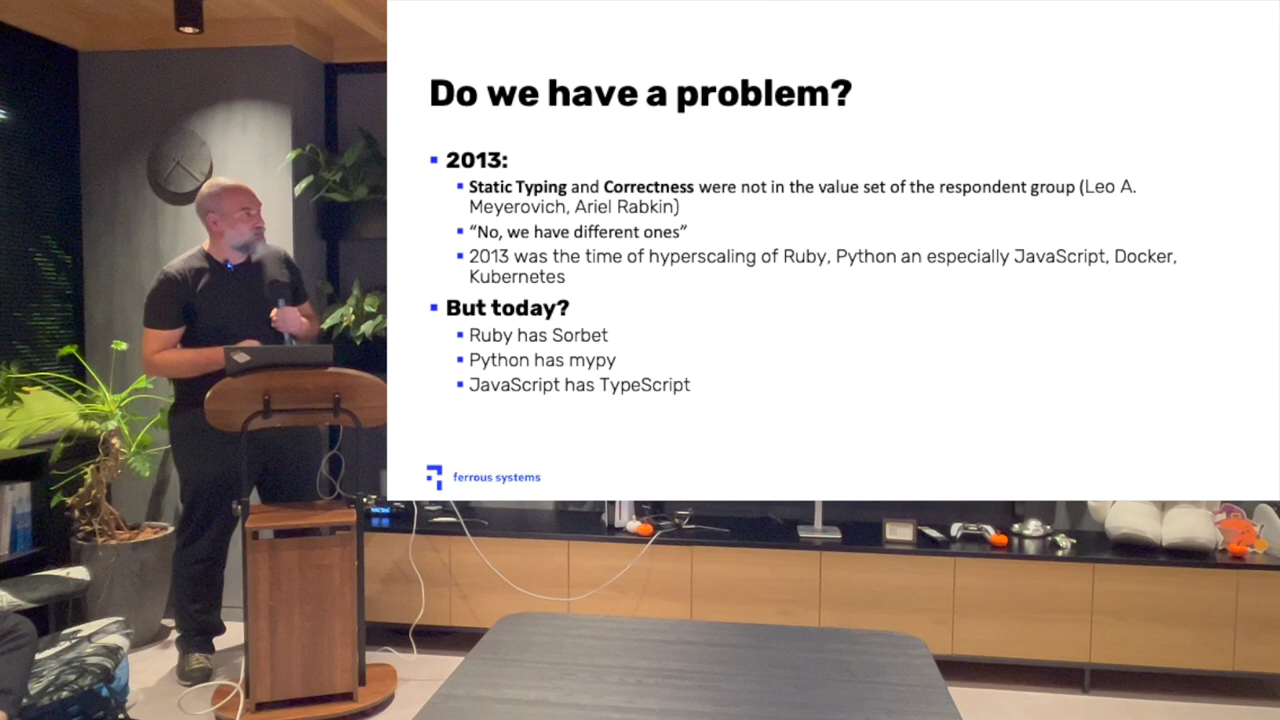 Do we have a problem?
2013:
Static Typing and Correctness were not in the value set of the respondent group (Leo A.
Meyerovich, Ariel Rabkin)
“No, we have different ones”
2013 was the time of hyperscaling of Ruby, Python an especially JavaScript, Docker,
Kubernetes
But today?
Ruby has Sorbet
Python has mypy
JavaScript has TypeScript
ferrous systems